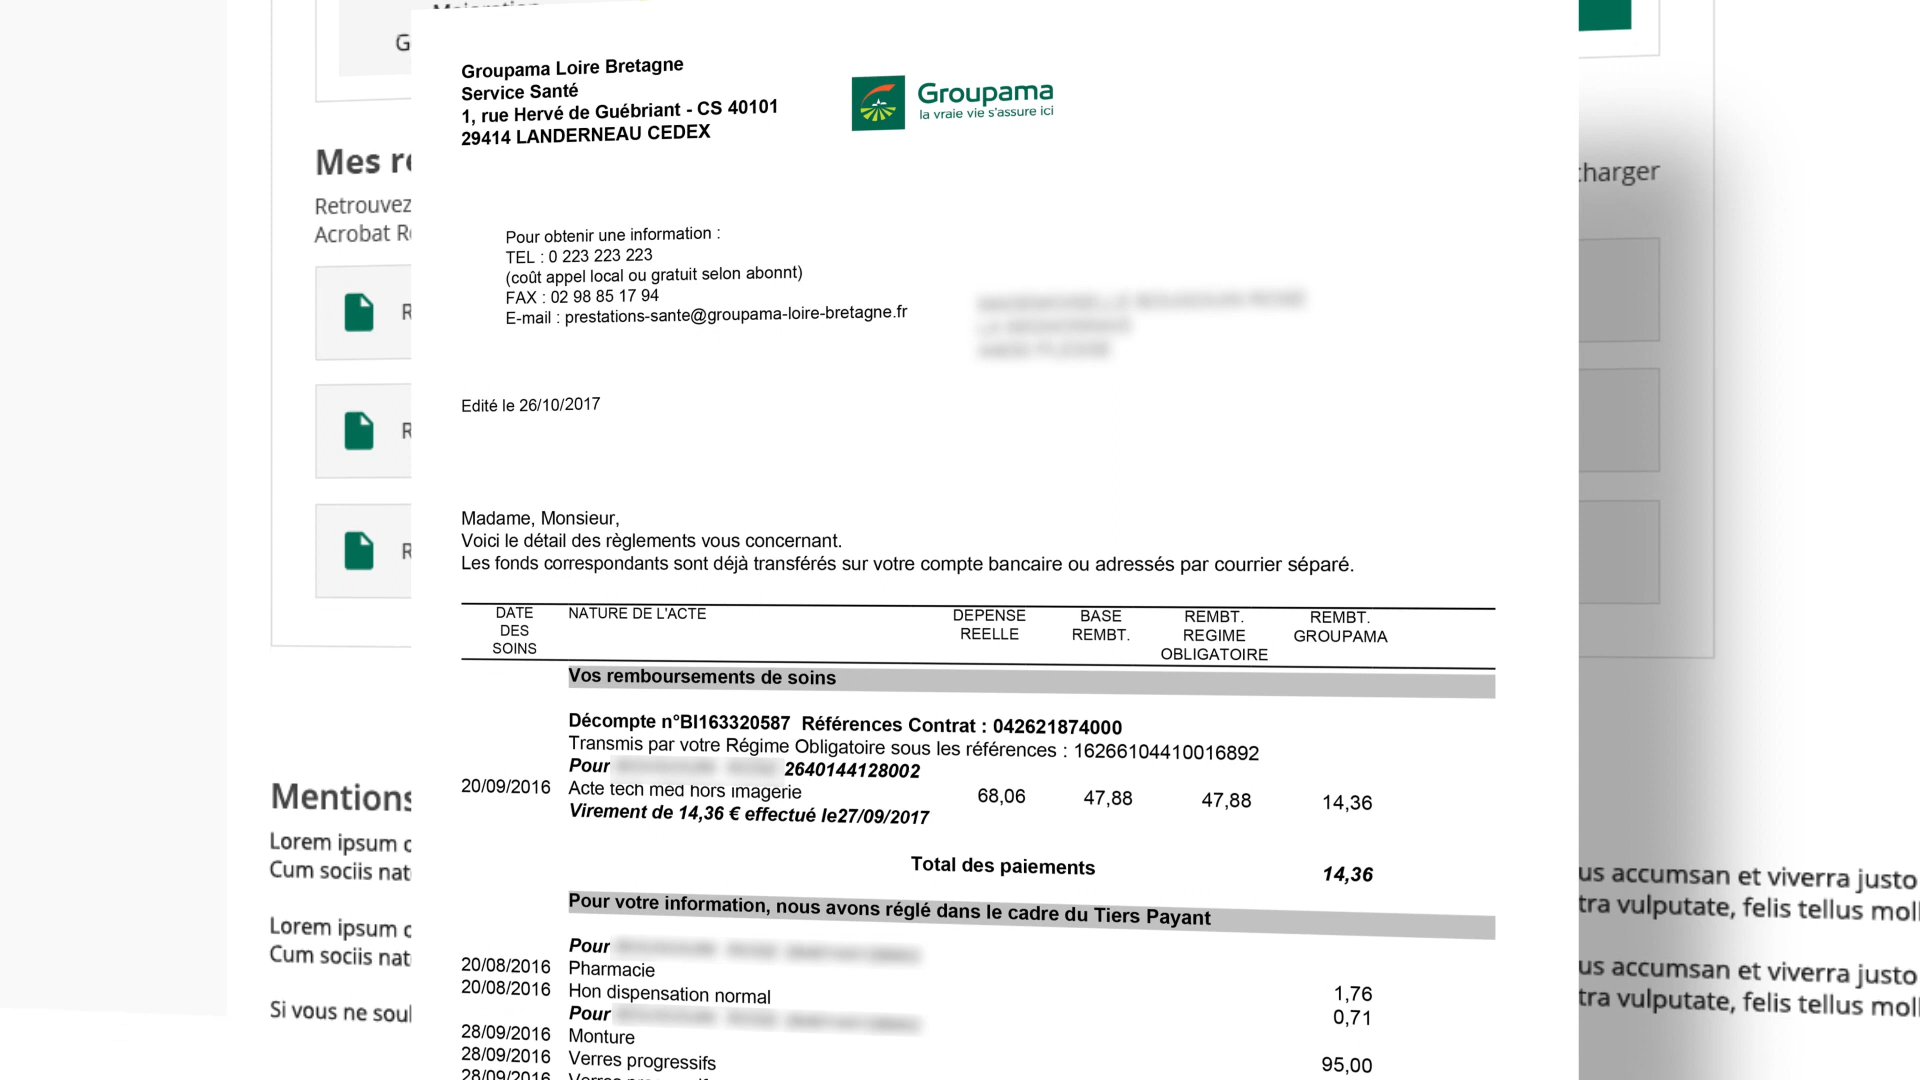 Groupama Loire Bretagne
Service Santé
1, rue Hervé de Guébriant - CS 40101
29414 LANDERNEAU CEDEX
Groupama
la vraie vie s'assure ici
Mes
charger
Retrouvez
Acrobat
Pour obtenir une information :
TEL : 0 223 223 223
(coût appel local ou gratuit selon abonnt)
FAX : 02 98 85 17 94
E-mail : prestations-sante@groupama-loire-bretagne.fr
Edité le 26/10/2017
Madame, Monsieur,
Voici le détail des règlements vous concernant.
Les fonds correspondants sont déjà transférés sur votre compte bancaire ou adressés par courrier séparé.
DATE DES SOINS NATURE DE L'ACTE DEPENSE REELLE BASE REMBT. REMBT. REGIME OBLIGATOIRE REMBT. GROUPAMA
Vos remboursements de soins
Décompte n°BI163320587 Références Contrat : 042621874000
Transmis par votre Régime Obligatoire sous les références : 16266104410016892
Pour 2640144128002
20/09/2016 Acte tech med hors imagerie 68,06 47,88 47,88 14,36
Virement de 14,36 € effectué le27/09/2017
Total des paiements 14,36
Pour votre information, nous avons réglé dans le cadre du Tiers Payant
Pour
20/08/2016 Pharmacie 1,76
20/08/2016 Hon dispensation normal 0,71
Pour
28/09/2016 Monture 95,00
28/09/2016 Verres progressifs
28/09/2016
Mentions
Lorem ipsum
Cum sociis
us accumsan et viverra justo
tra vulputate, felis tellus
Lorem ipsum
Cum sociis
us accumsan et viverra justo
tra vulputate, felis tellus
Si vous ne